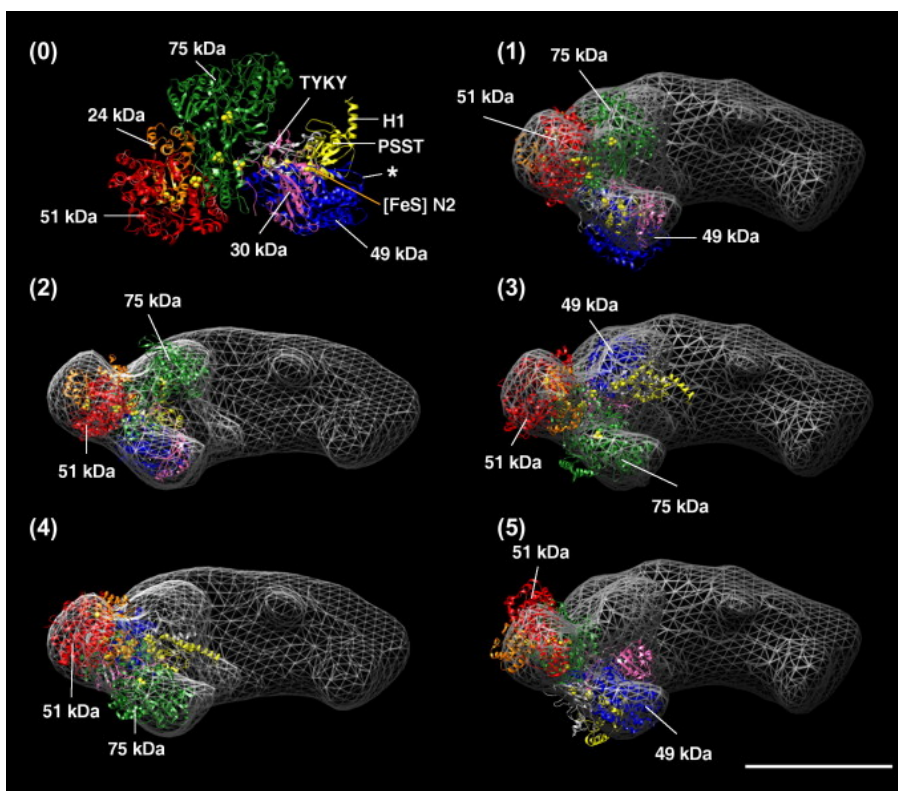 (0)
75 kDa
TYKY
24 kDa
H1
PSST
*
[FeS] N2
51 kDa
30 kDa
49 kDa
(1)
75 kDa
51 kDa
49 kDa
(2)
75 kDa
51 kDa
(3)
49 kDa
51 kDa
75 kDa
(4)
51 kDa
75 kDa
(5)
51 kDa
49 kDa